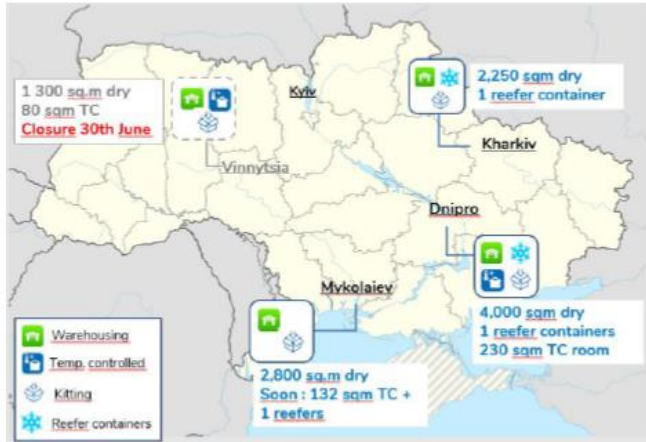 1 300 sq.m dry
80 sqm TC
Closure 30th June
Vinnytsia
Kyiv
2,250 sqm dry
1 reefer container
Kharkiv
Dnipro
4,000 sqm dry
1 reefer containers
230 sqm TC room
Mykolaiev
2,800 sq.m dry
Soon : 132 sqm TC +
1 reefers
Warehousing
Temp. controlled
Kitting
Reefer containers